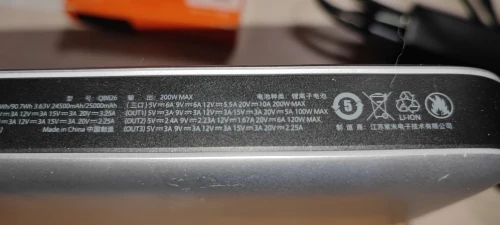 型 号: QB826 输 出: 200W MAX 电池种类: 锂离子电池
Wh/90.7Wh 3.63V 24500mAh/25000mAh (三口) 5V⎓6A 9V⎓6A 12V⎓5.5A 20V⎓10A 200W MAX
3A 12V⎓3A 15V⎓3A 20V⎓3.25A (OUT1) 5V⎓3A 9V⎓3A 12V⎓3A 15V⎓3A 20V⎓5A 100W MAX
12V⎓3A 15V⎓3A 20V⎓2.25A (OUT2) 5V⎓2.4A 9V⎓2.23A 12V⎓1.67A 20V⎓6A 120W MAX
Made in China 中国制造 (OUT3) 5V⎓3A 9V⎓3A 12V⎓3A 15V⎓3A 20V⎓2.25A
5
LI-ION
制 造 商: 江苏紫米电子技术有限公司